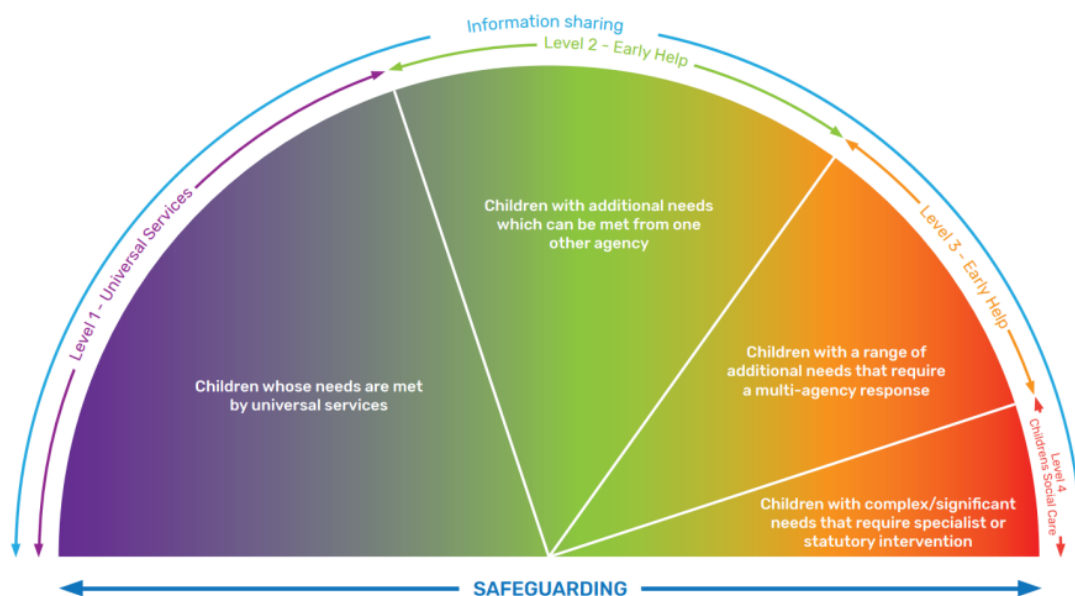 Information sharing
Level 2 - Early Help
Level 1 - Universal Services
Level 3 - Early Help
Level 4
Childrens Social Care
Children with additional needs
which can be met from one
other agency
Children whose needs are met
by universal services
Children with a range of
additional needs that require
a multi-agency response
Children with complex/significant
needs that require specialist or
statutory intervention
SAFEGUARDING